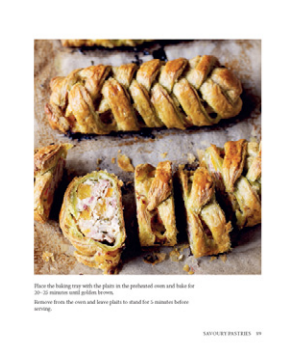 Place the baking tray with the plaits in the preheated oven and bake for
20–25 minutes until golden brown.
Remove from the oven and leave plaits to stand for 5 minutes before
serving.
SAVOURY PASTRIES 69